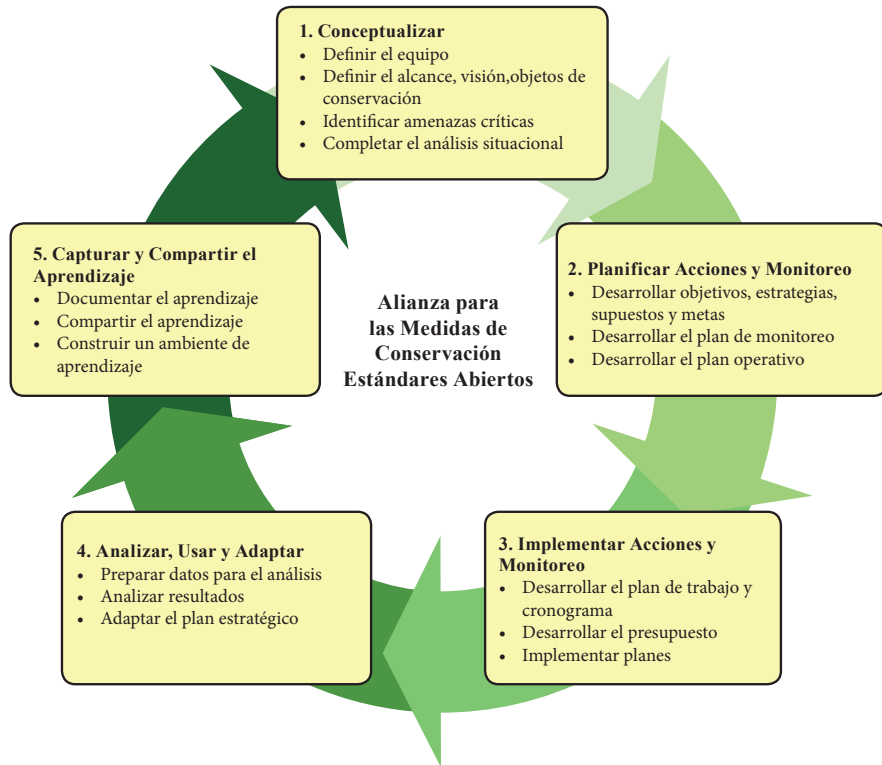 1. Conceptualizar
• Definir el equipo
• Definir el alcance, visión,objetos de
conservación
• Identificar amenazas críticas
• Completar el análisis situacional
2. Planificar Acciones y Monitoreo
• Desarrollar objetivos, estrategias,
supuestos y metas
• Desarrollar el plan de monitoreo
• Desarrollar el plan operativo
3. Implementar Acciones y
Monitoreo
• Desarrollar el plan de trabajo y
cronograma
• Desarrollar el presupuesto
• Implementar planes
4. Analizar, Usar y Adaptar
• Preparar datos para el análisis
• Analizar resultados
• Adaptar el plan estratégico
5. Capturar y Compartir el
Aprendizaje
• Documentar el aprendizaje
• Compartir el aprendizaje
• Construir un ambiente de
aprendizaje
Alianza para
las Medidas de
Conservación
Estándares Abiertos